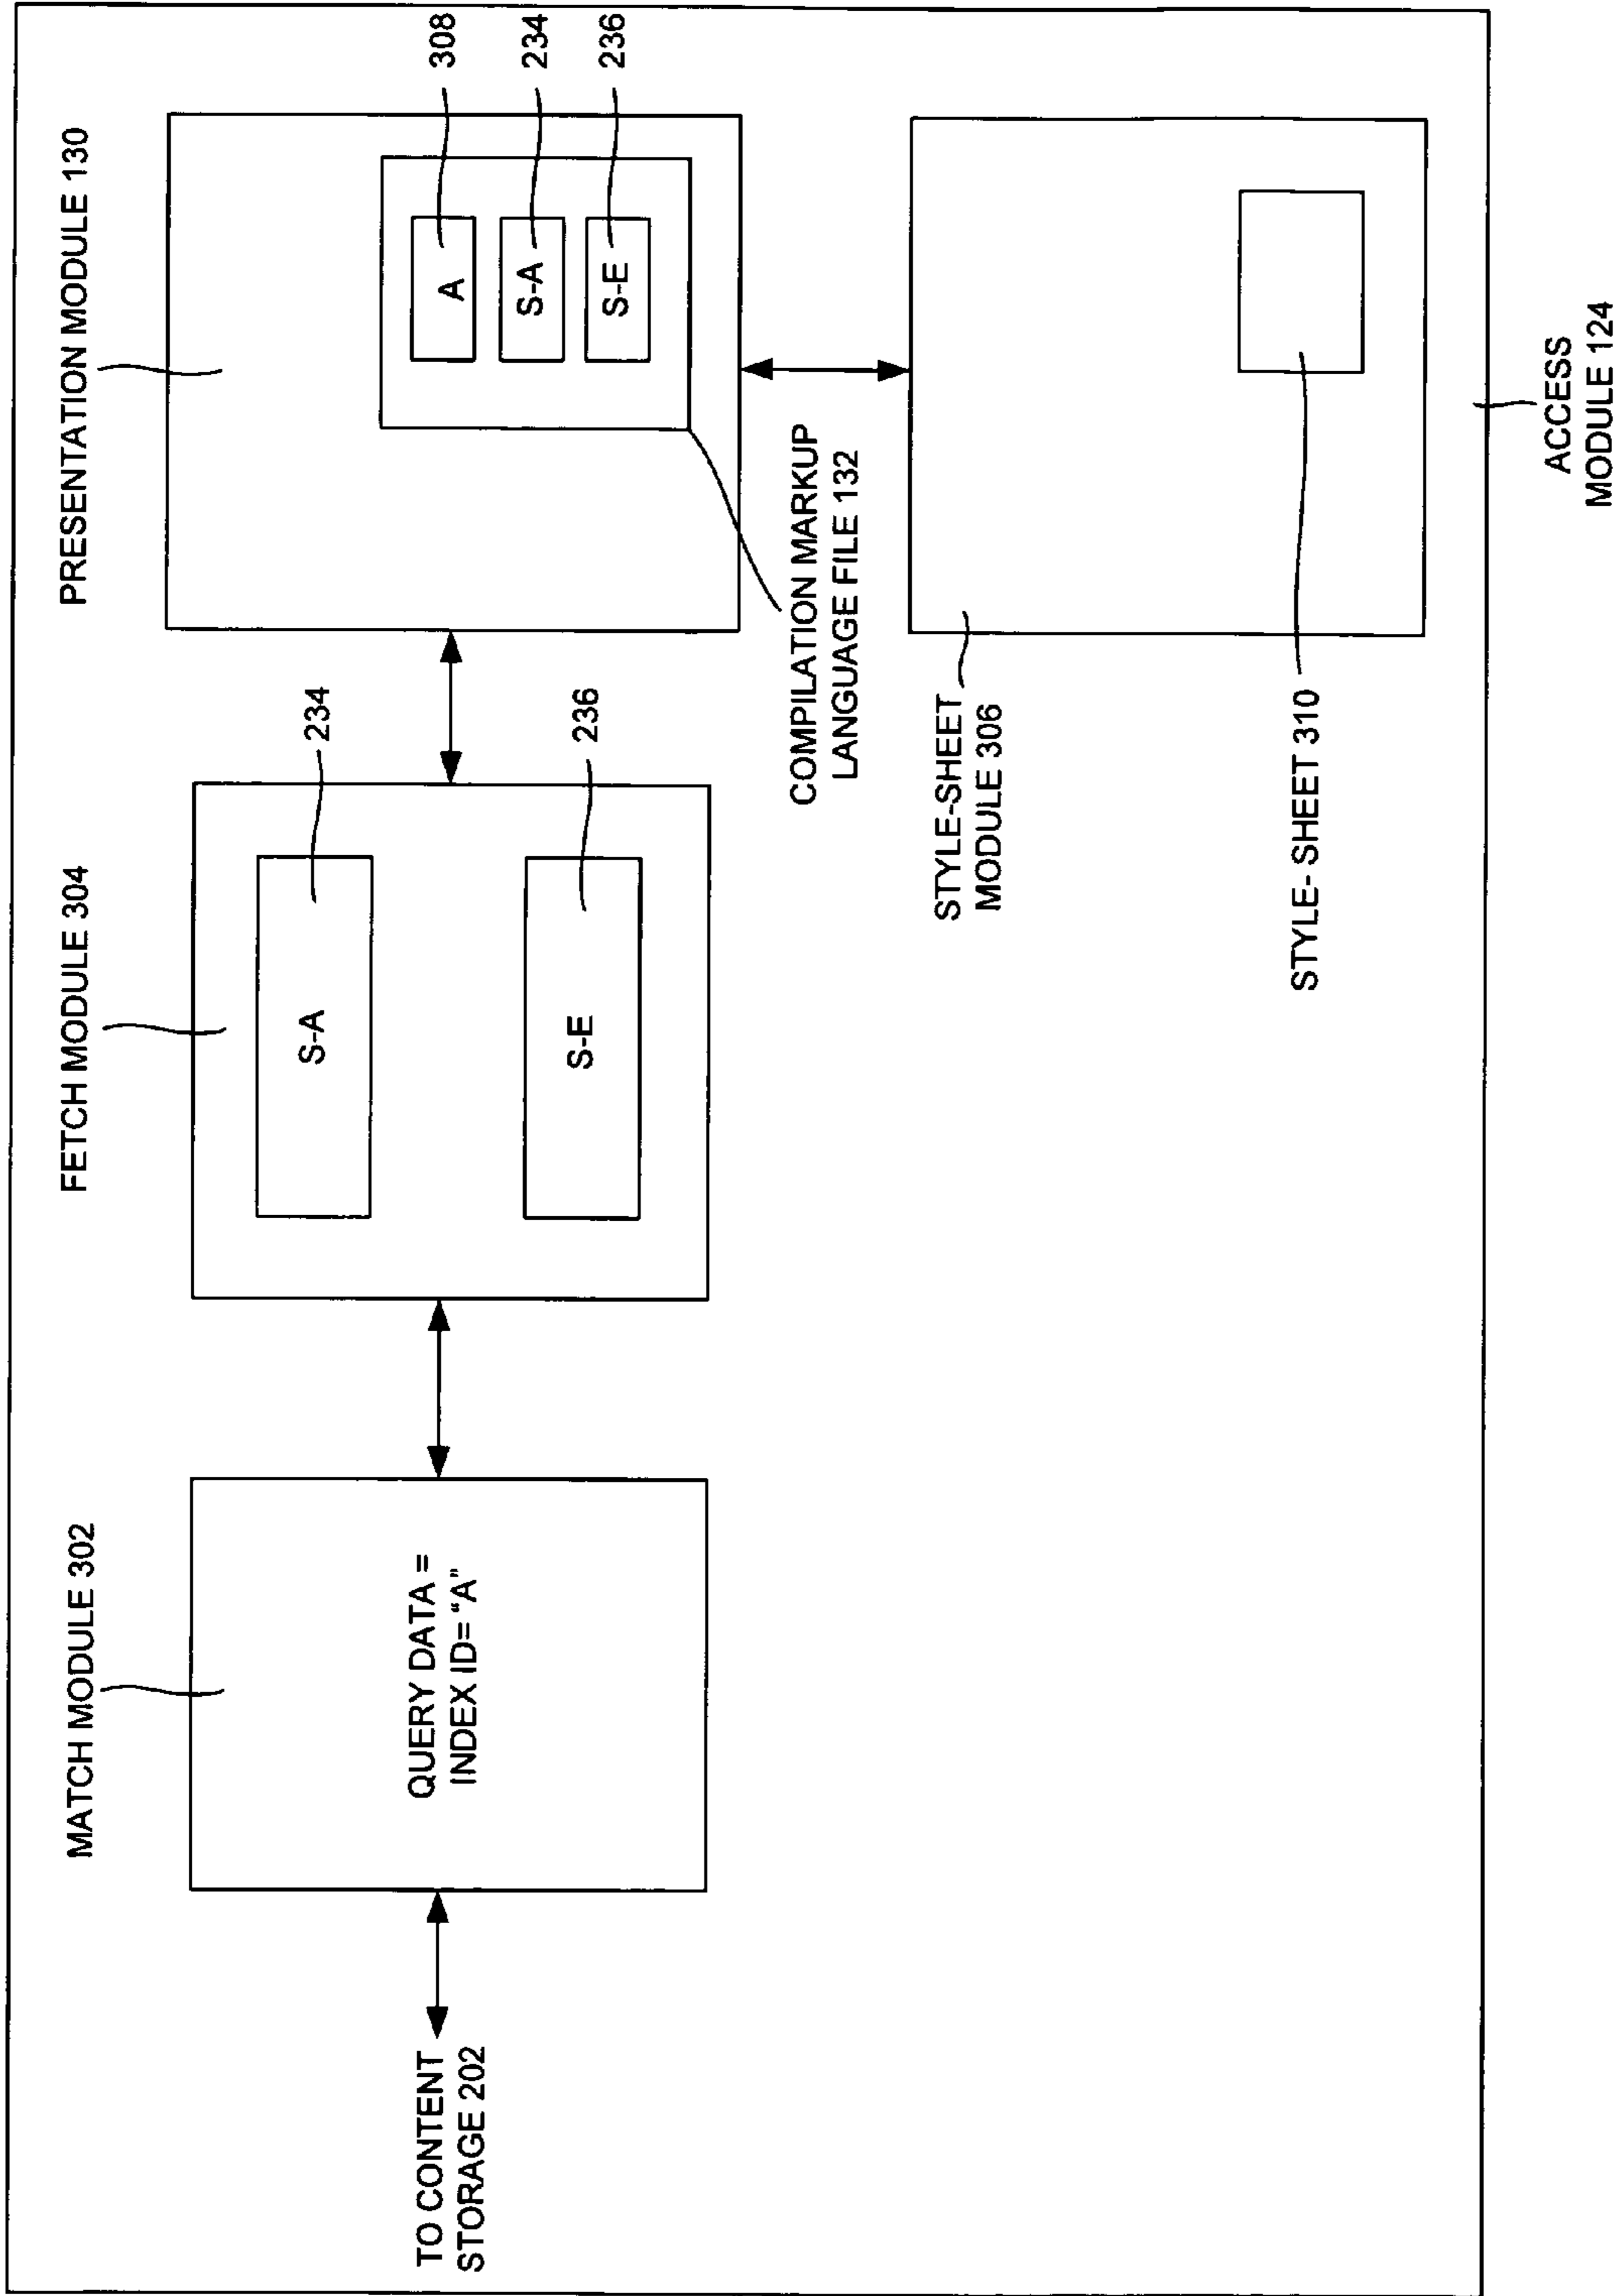 MATCH MODULE 302
FETCH MODULE 304
PRESENTATION MODULE 130
TO CONTENT
STORAGE 202
QUERY DATA =
INDEX ID= “A”
S-A
234
S-E
236
A
308
S-A
234
S-E
236
COMPILATION MARKUP
LANGUAGE FILE 132
STYLE-SHEET
MODULE 306
STYLE- SHEET 310
ACCESS
MODULE 124